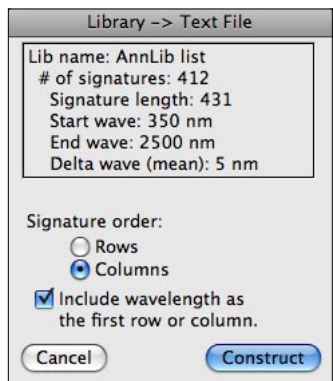 Library -> Text File
Lib name: AnnLib list
# of signatures: 412
Signature length: 431
Start wave: 350 nm
End wave: 2500 nm
Delta wave (mean): 5 nm
Signature order:
Rows
Columns
Include wavelength as
the first row or column.
Cancel
Construct